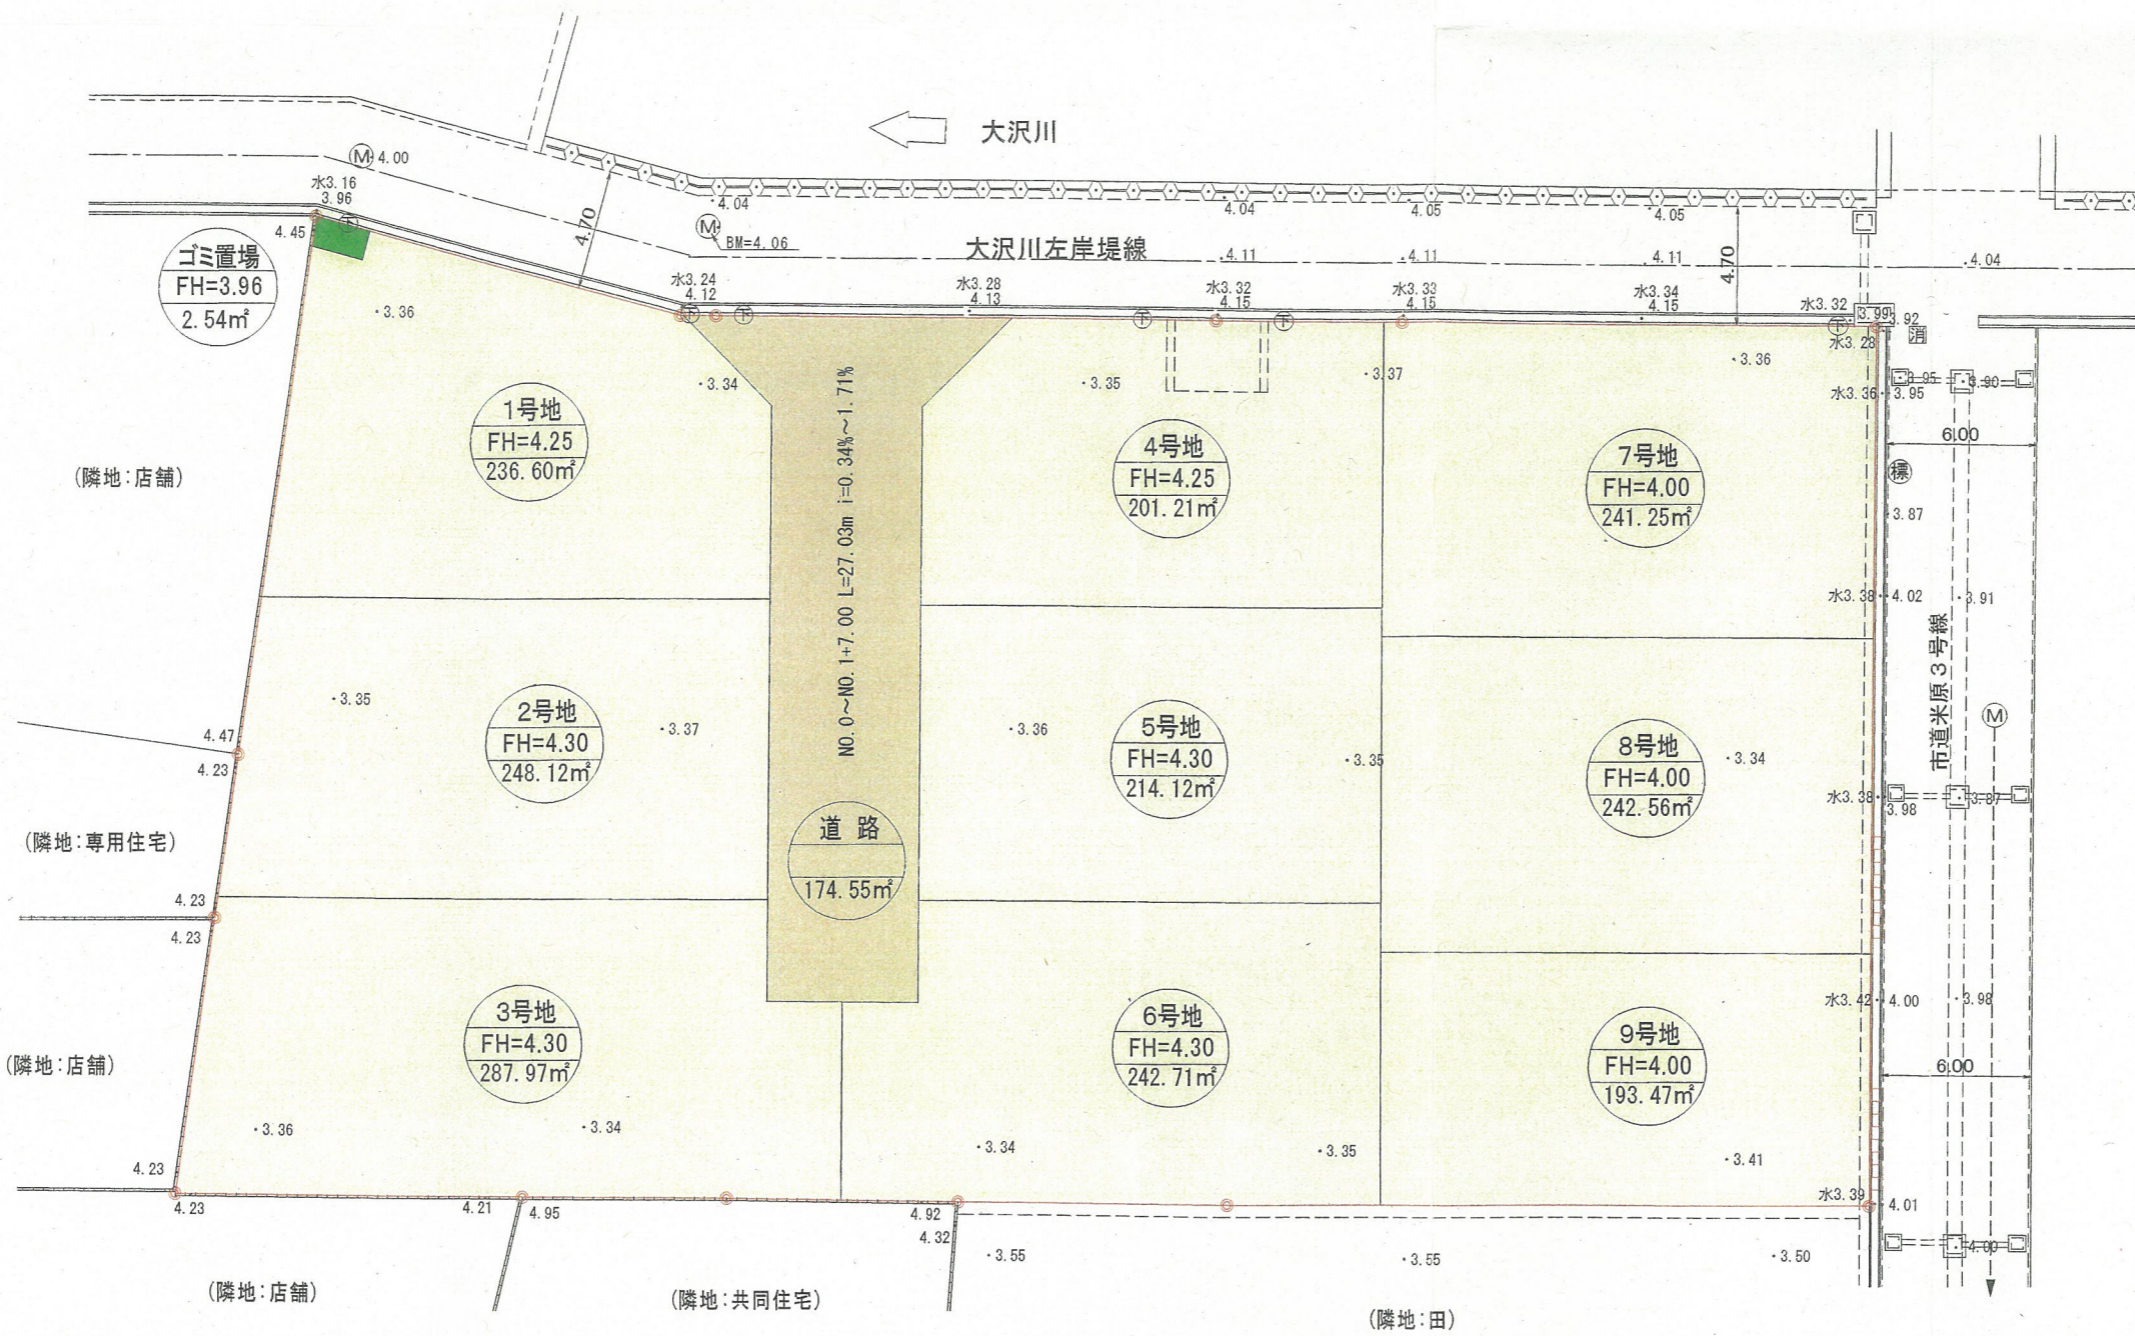 大沢川
M 4.00
水3.16
3.96
4.45
下
4.70
4.04
M
BM=4.06
大沢川左岸堤線
4.04
4.05
4.05
4.11
4.11
4.11
4.70
4.04
ゴミ置場
FH=3.96
2.54㎡
水3.24
4.12
下
下
水3.28
4.13
水3.32
4.15
下
下
水3.33
4.15
水3.34
4.15
水3.32
3.99
3.92
下
消
水3.28
3.36
3.34
3.35
3.37
3.36
3.95
3.90
水3.36
3.95
6.00
標
1号地
FH=4.25
236.60㎡
4号地
FH=4.25
201.21㎡
7号地
FH=4.00
241.25㎡
(隣地:店舗)
NO.0~NO.1+7.00 L=27.03m i=0.34%~1.71%
3.87
水3.38
4.02
3.91
市道米原3号線
M
3.35
3.37
3.36
3.35
3.34
2号地
FH=4.30
248.12㎡
5号地
FH=4.30
214.12㎡
8号地
FH=4.00
242.56㎡
4.47
4.23
水3.38
3.98
3.87
(隣地:専用住宅)
道 路
174.55㎡
4.23
4.23
3号地
FH=4.30
287.97㎡
6号地
FH=4.30
242.71㎡
9号地
FH=4.00
193.47㎡
水3.42
4.00
3.98
6.00
(隣地:店舗)
3.36
3.34
3.34
3.35
3.41
4.23
4.23
4.21
4.95
4.92
4.32
水3.39
4.01
4.00
3.55
3.55
3.50
(隣地:店舗)
(隣地:共同住宅)
(隣地:田)